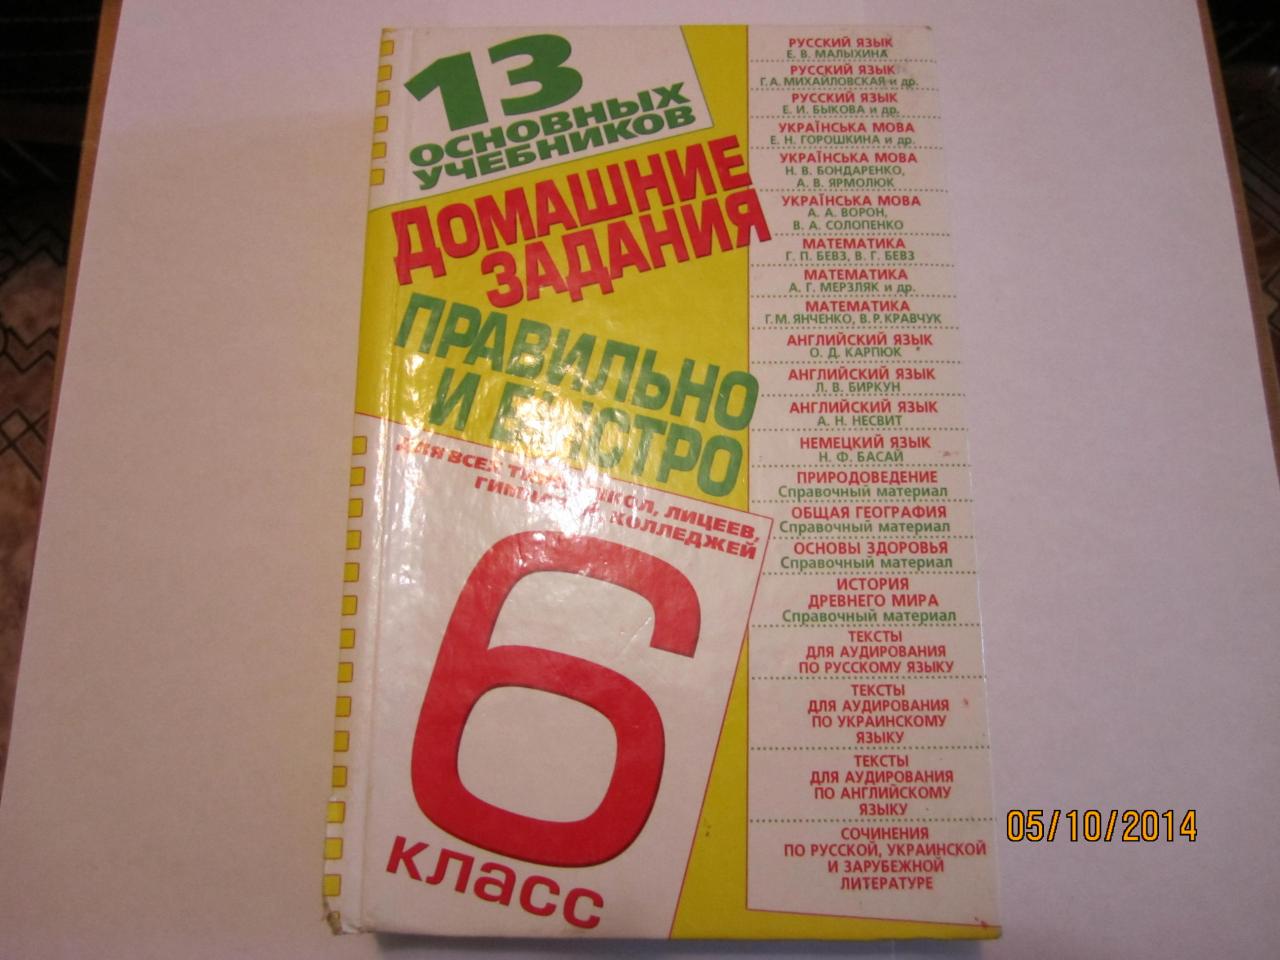 13
ОСНОВНЫХ
УЧЕБНИКОВ
ДОМАШНИЕ
ЗАДАНИЯ
ПРАВИЛЬНО
И БЫСТРО
ДЛЯ ВСЕХ ТИПОВ ШКОЛ, ЛИЦЕЕВ,
ГИМНАЗИЙ, КОЛЛЕДЖЕЙ
6
класс
РУССКИЙ ЯЗЫК
Е. В. МАЛЫХИНА
РУССКИЙ ЯЗЫК
Г. А. МИХАЙЛОВСКАЯ и др.
РУССКИЙ ЯЗЫК
Е. И. БЫКОВА и др.
УКРАЇНСЬКА МОВА
Е. Н. ГОРОШКИНА и др.
УКРАЇНСЬКА МОВА
Н. В. БОНДАРЕНКО,
А. В. ЯРМОЛЮК
УКРАЇНСЬКА МОВА
А. А. ВОРОН,
В. А. СОЛОПЕНКО
МАТЕМАТИКА
Г. П. БЕВЗ, В. Г. БЕВЗ
МАТЕМАТИКА
А. Г. МЕРЗЛЯК и др.
МАТЕМАТИКА
Г. М. ЯНЧЕНКО, В. Р. КРАВЧУК
АНГЛИЙСКИЙ ЯЗЫК
О. Д. КАРПЮК
АНГЛИЙСКИЙ ЯЗЫК
Л. В. БИРКУН
АНГЛИЙСКИЙ ЯЗЫК
А. Н. НЕСВИТ
НЕМЕЦКИЙ ЯЗЫК
Н. Ф. БАСАЙ
ПРИРОДОВЕДЕНИЕ
Справочный материал
ОБЩАЯ ГЕОГРАФИЯ
Справочный материал
ОСНОВЫ ЗДОРОВЬЯ
Справочный материал
ИСТОРИЯ
ДРЕВНЕГО МИРА
Справочный материал
ТЕКСТЫ
ДЛЯ АУДИРОВАНИЯ
ПО РУССКОМУ ЯЗЫКУ
ТЕКСТЫ
ДЛЯ АУДИРОВАНИЯ
ПО УКРАИНСКОМУ
ЯЗЫКУ
ТЕКСТЫ
ДЛЯ АУДИРОВАНИЯ
ПО АНГЛИЙСКОМУ
ЯЗЫКУ
СОЧИНЕНИЯ
ПО РУССКОЙ, УКРАИНСКОЙ
И ЗАРУБЕЖНОЙ
ЛИТЕРАТУРЕ
05/10/2014